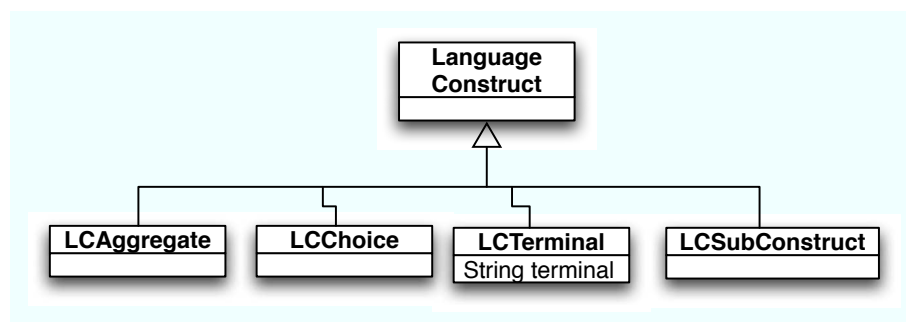 Language
Construct
LCAggregate
LCChoice
LCTerminal
String terminal
LCSubConstruct